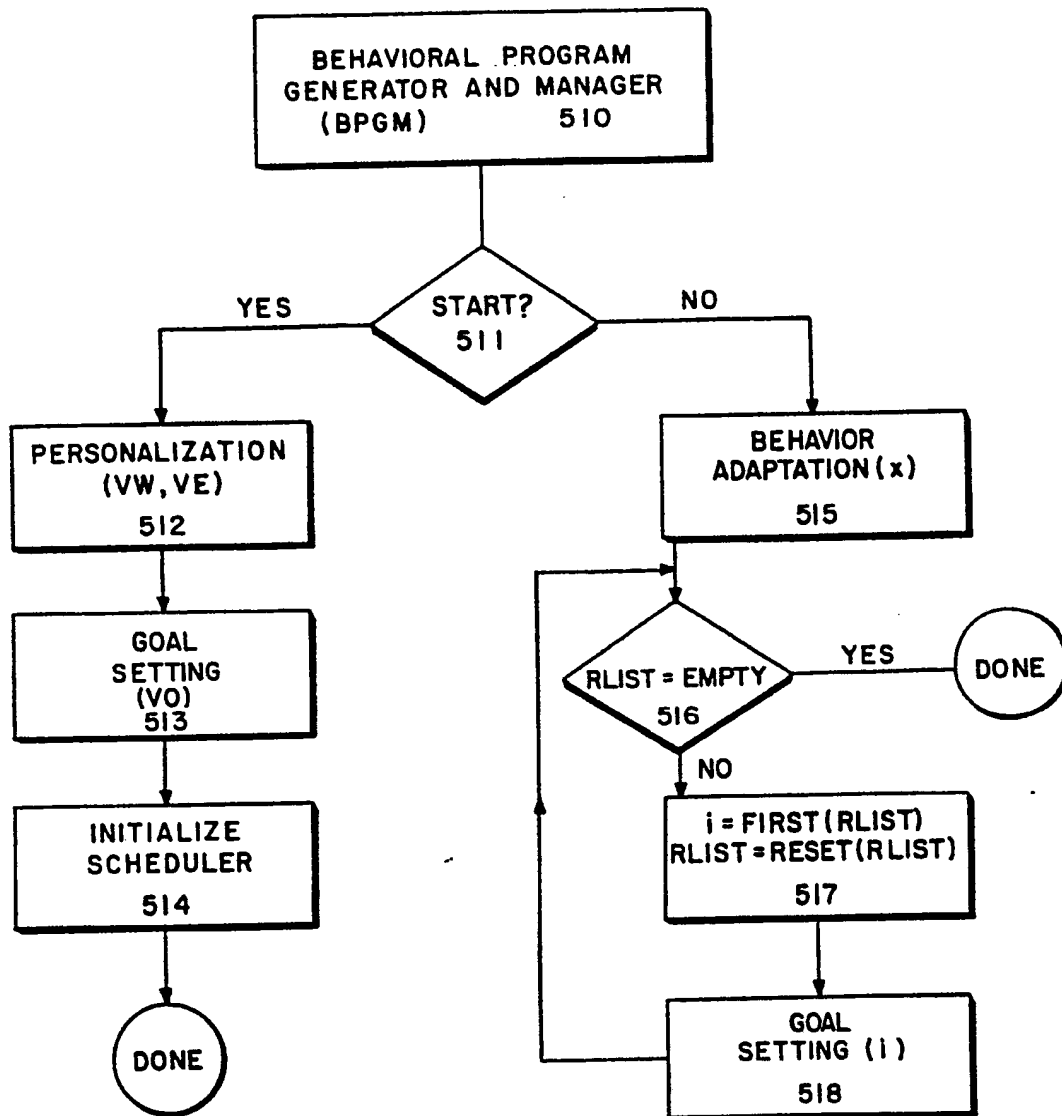 BEHAVIORAL PROGRAM
GENERATOR AND MANAGER
(BPGM) 510
START?
511
YES
NO
PERSONALIZATION
(VW, VE)
512
BEHAVIOR
ADAPTATION (x)
515
GOAL
SETTING
(VO)
513
RLIST = EMPTY
516
YES
DONE
NO
INITIALIZE
SCHEDULER
514
i = FIRST (RLIST)
RLIST = RESET (RLIST)
517
DONE
GOAL
SETTING (i)
518